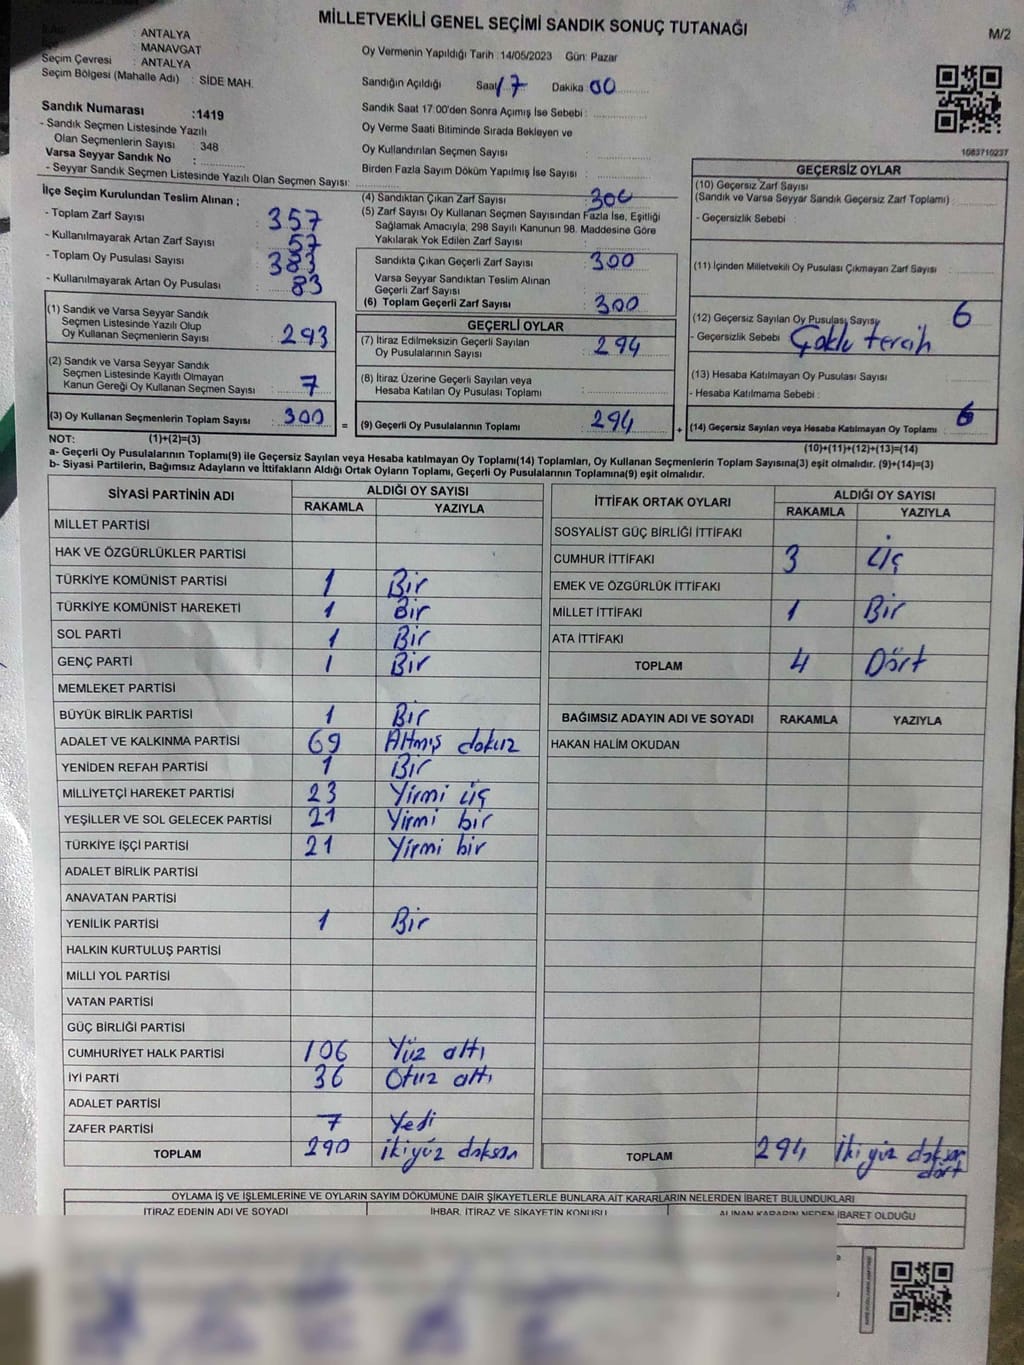 MİLLETVEKİLİ GENEL SEÇİMİ SANDIK SONUÇ TUTANAĞI
M/2
: ANTALYA
: MANAVGAT
Seçim Çevresi : ANTALYA
Seçim Bölgesi (Mahalle Adı) : SİDE MAH.
Oy Vermenin Yapıldığı Tarih : 14/05/2023 Gün: Pazar
Sandığın Açıldığı Saat 17 Dakika : 00
Sandık Saat 17:00'den Sonra Açımış İse Sebebi :
Oy Verme Saati Bitiminde Sırada Bekleyen ve
Oy Kullandırılan Seçmen Sayısı :
Birden Fazla Sayım Döküm Yapılmış İse Sayısı :
Sandık Numarası :1419
- Sandık Seçmen Listesinde Yazılı
Olan Seçmenlerin Sayısı : 348
Varsa Seyyar Sandık No :
- Seyyar Sandık Seçmen Listesinde Yazılı Olan Seçmen Sayısı:
1083710237
İlçe Seçim Kurulundan Teslim Alınan ;
- Toplam Zarf Sayısı : 357
- Kullanılmayarak Artan Zarf Sayısı : 57
- Toplam Oy Pusulası Sayısı : 383
- Kullanılmayarak Artan Oy Pusulası : 83
(1) Sandık ve Varsa Seyyar Sandık
Seçmen Listesinde Yazılı Olup
Oy Kullanan Seçmenlerin Sayısı : 293
(2) Sandık ve Varsa Seyyar Sandık
Seçmen Listesinde Kayıtlı Olmayan
Kanun Gereği Oy Kullanan Seçmen Sayısı : 7
(3) Oy Kullanan Seçmenlerin Toplam Sayısı : 300
=
(4) Sandıktan Çıkan Zarf Sayısı : 300
(5) Zarf Sayısı Oy Kullanan Seçmen Sayısından Fazla İse, Eşitliği
Sağlamak Amacıyla, 298 Sayılı Kanunun 98. Maddesine Göre
Yakılarak Yok Edilen Zarf Sayısı :
Sandıkta Çıkan Geçerli Zarf Sayısı : 300
Varsa Seyyar Sandıktan Teslim Alınan
Geçerli Zarf Sayısı :
(6) Toplam Geçerli Zarf Sayısı : 300
GEÇERLİ OYLAR
(7) İtiraz Edilmeksizin Geçerli Sayılan
Oy Pusulalarının Sayısı : 294
(8) İtiraz Üzerine Geçerli Sayılan veya
Hesaba Katılan Oy Pusulası Toplamı :
(9) Geçerli Oy Pusulalarının Toplamı : 294
+
GEÇERSİZ OYLAR
(10) Geçersiz Zarf Sayısı
(Sandık ve Varsa Seyyar Sandık Geçersiz Zarf Toplamı) :
- Geçersizlik Sebebi :
(11) İçinden Milletvekili Oy Pusulası Çıkmayan Zarf Sayısı :
(12) Geçersiz Sayılan Oy Pusulası Sayısı 6
- Geçersizlik Sebebi : Çoklu tercih
(13) Hesaba Katılmayan Oy Pusulası Sayısı :
- Hesaba Katılmama Sebebi :
(14) Geçersiz Sayılan veya Hesaba Katılmayan Oy Toplamı 6
NOT: (1)+(2)=(3)
(10)+(11)+(12)+(13)=(14)
a- Geçerli Oy Pusulalarının Toplamı(9) ile Geçersiz Sayılan veya Hesaba katılmayan Oy Toplamı(14) Toplamları, Oy Kullanan Seçmenlerin Toplam Sayısına(3) eşit olmalıdır. (9)+(14)=(3)
b- Siyasi Partilerin, Bağımsız Adayların ve İttifakların Aldığı Ortak Oyların Toplamı, Geçerli Oy Pusulalarının Toplamına(9) eşit olmalıdır.
SİYASİ PARTİNİN ADI ALDIĞI OY SAYISI
RAKAMLA YAZIYLA
MİLLET PARTİSİ
HAK VE ÖZGÜRLÜKLER PARTİSİ
TÜRKİYE KOMÜNİST PARTİSİ 1 Bir
TÜRKİYE KOMÜNİST HAREKETİ 1 Bir
SOL PARTİ 1 Bir
GENÇ PARTİ 1 Bir
MEMLEKET PARTİSİ
BÜYÜK BİRLİK PARTİSİ 1 Bir
ADALET VE KALKINMA PARTİSİ 69 Altmış dokuz
YENİDEN REFAH PARTİSİ 1 Bir
MİLLİYETÇİ HAREKET PARTİSİ 23 Yirmi üç
YEŞİLLER VE SOL GELECEK PARTİSİ 21 Yirmi bir
TÜRKİYE İŞÇİ PARTİSİ 21 Yirmi bir
ADALET BİRLİK PARTİSİ
ANAVATAN PARTİSİ
YENİLİK PARTİSİ 1 Bir
HALKIN KURTULUŞ PARTİSİ
MİLLİ YOL PARTİSİ
VATAN PARTİSİ
GÜÇ BİRLİĞİ PARTİSİ
CUMHURİYET HALK PARTİSİ 106 Yüz altı
İYİ PARTİ 36 Otuz altı
ADALET PARTİSİ
ZAFER PARTİSİ 7 Yedi
TOPLAM 290 İkiyüz doksan
İTTİFAK ORTAK OYLARI ALDIĞI OY SAYISI
RAKAMLA YAZIYLA
SOSYALİST GÜÇ BİRLİĞİ İTTİFAKI
CUMHUR İTTİFAKI 3 Üç
EMEK VE ÖZGÜRLÜK İTTİFAKI
MİLLET İTTİFAKI 1 Bir
ATA İTTİFAKI
TOPLAM 4 Dört
BAĞIMSIZ ADAYIN ADI VE SOYADI RAKAMLA YAZIYLA
HAKAN HALİM OKUDAN
TOPLAM 294 İkiyüz doksan
dört
OYLAMA İŞ VE İŞLEMLERİNE VE OYLARIN SAYIM DÖKÜMÜNE DAİR ŞİKAYETLERLE BUNLARA AİT KARARLARIN NELERDEN İBARET BULUNDUKLARI
İTİRAZ EDENİN ADI VE SOYADI İHBAR, İTİRAZ VE ŞİKAYETİN KONUSU ALINAN KARARIN NEDEN İBARET OLDUĞU